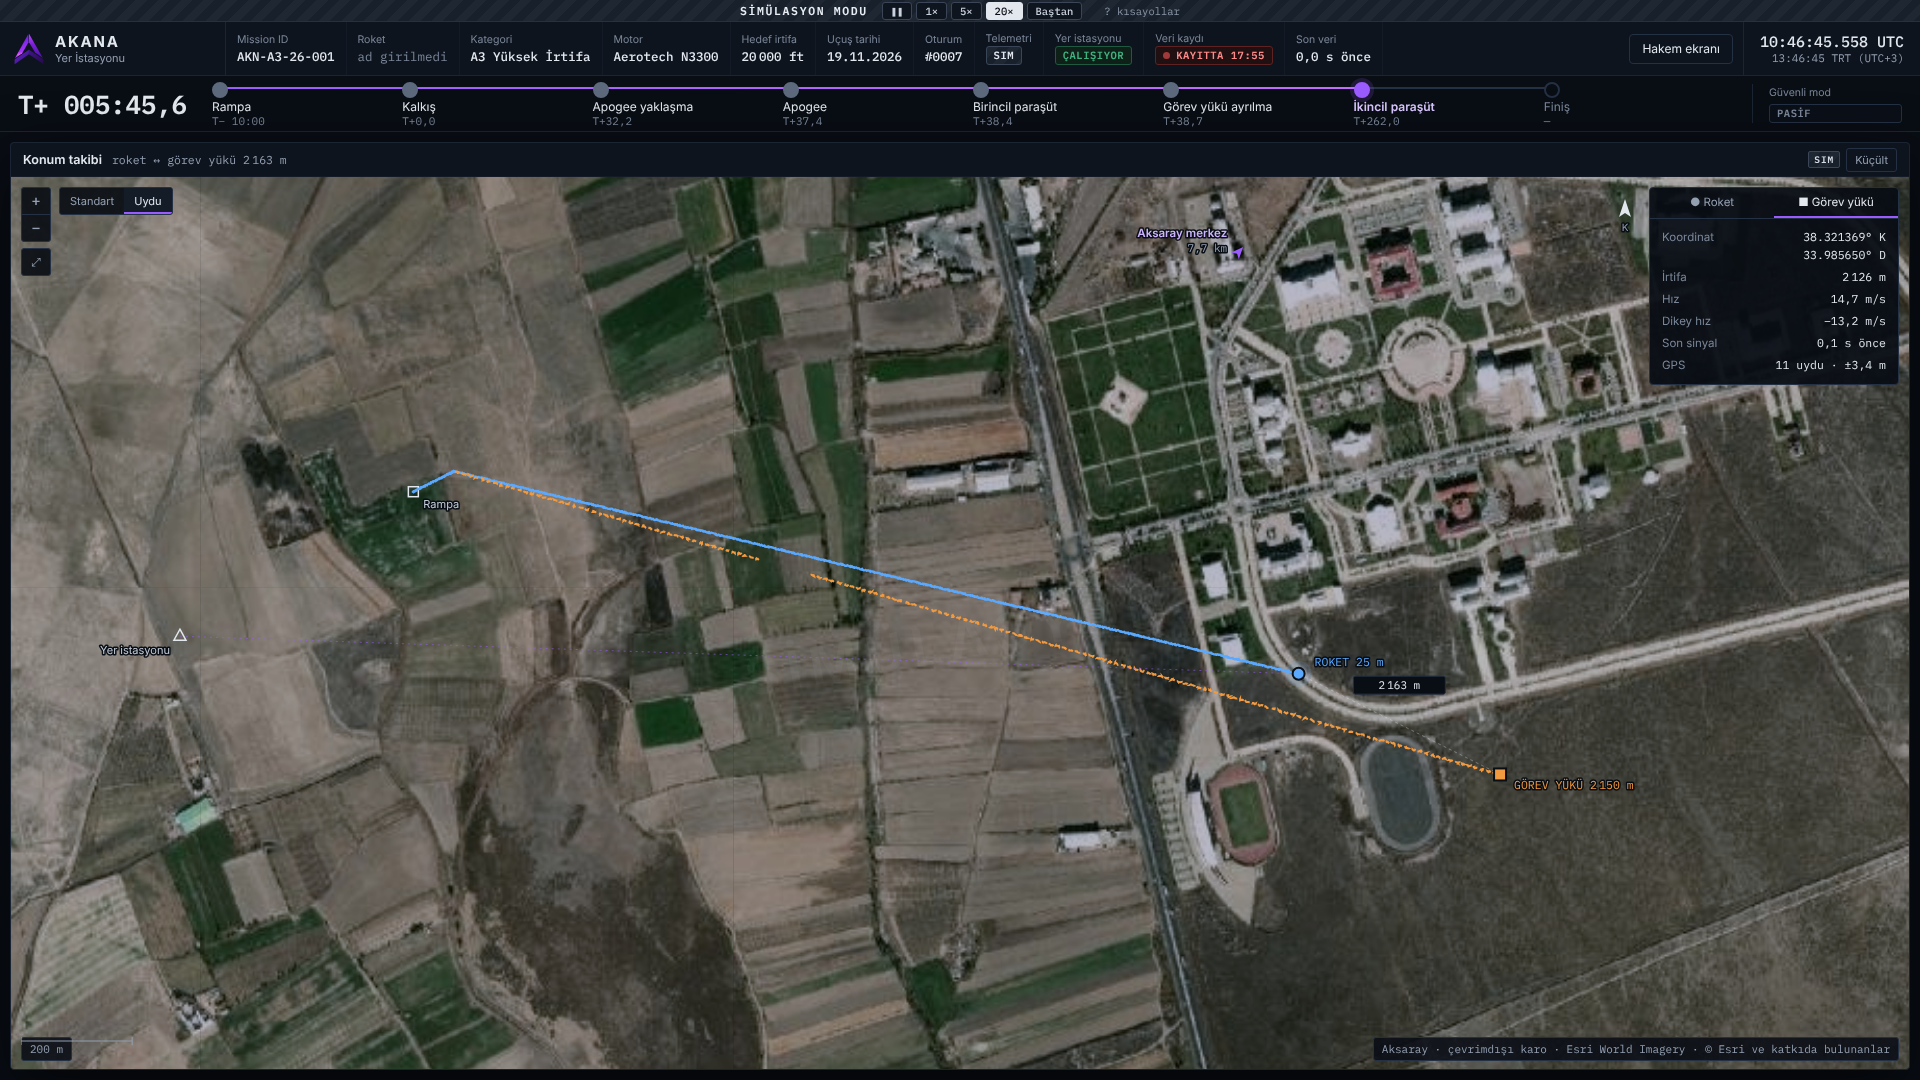 SİMÜLASYON MODU 1× 5× 20× Baştan ? kısayollar
AKANA
Yer İstasyonu
Mission ID
AKN-A3-26-001
Roket
ad girilmedi
Kategori
A3 Yüksek İrtifa
Motor
Aerotech N3300
Hedef irtifa
20 000 ft
Uçuş tarihi
19.11.2026
Oturum
#0007
Telemetri
SIM
Yer istasyonu
ÇALIŞIYOR
Veri kaydı
KAYITTA 17:55
Son veri
0,0 s önce
Hakem ekranı
10:46:45.558 UTC
13:46:45 TRT (UTC+3)
T+ 005:45,6
Rampa
T− 10:00
Kalkış
T+0,0
Apogee yaklaşma
T+32,2
Apogee
T+37,4
Birincil paraşüt
T+38,4
Görev yükü ayrılma
T+38,7
İkincil paraşüt
T+262,0
Finiş
—
Güvenli mod
PASİF
Konum takibi roket ↔ görev yükü 2 163 m
SIM Küçült
+
−
Standart Uydu
Aksaray merkez
7,7 km
K
Roket Görev yükü
Koordinat 38.321369° K
33.985650° D
İrtifa 2 126 m
Hız 14,7 m/s
Dikey hız −13,2 m/s
Son sinyal 0,1 s önce
GPS 11 uydu · ±3,4 m
Rampa
Yer istasyonu
ROKET 25 m
2 163 m
GÖREV YÜKÜ 2 150 m
200 m
Aksaray · çevrimdışı karo · Esri World Imagery · © Esri ve katkıda bulunanlar